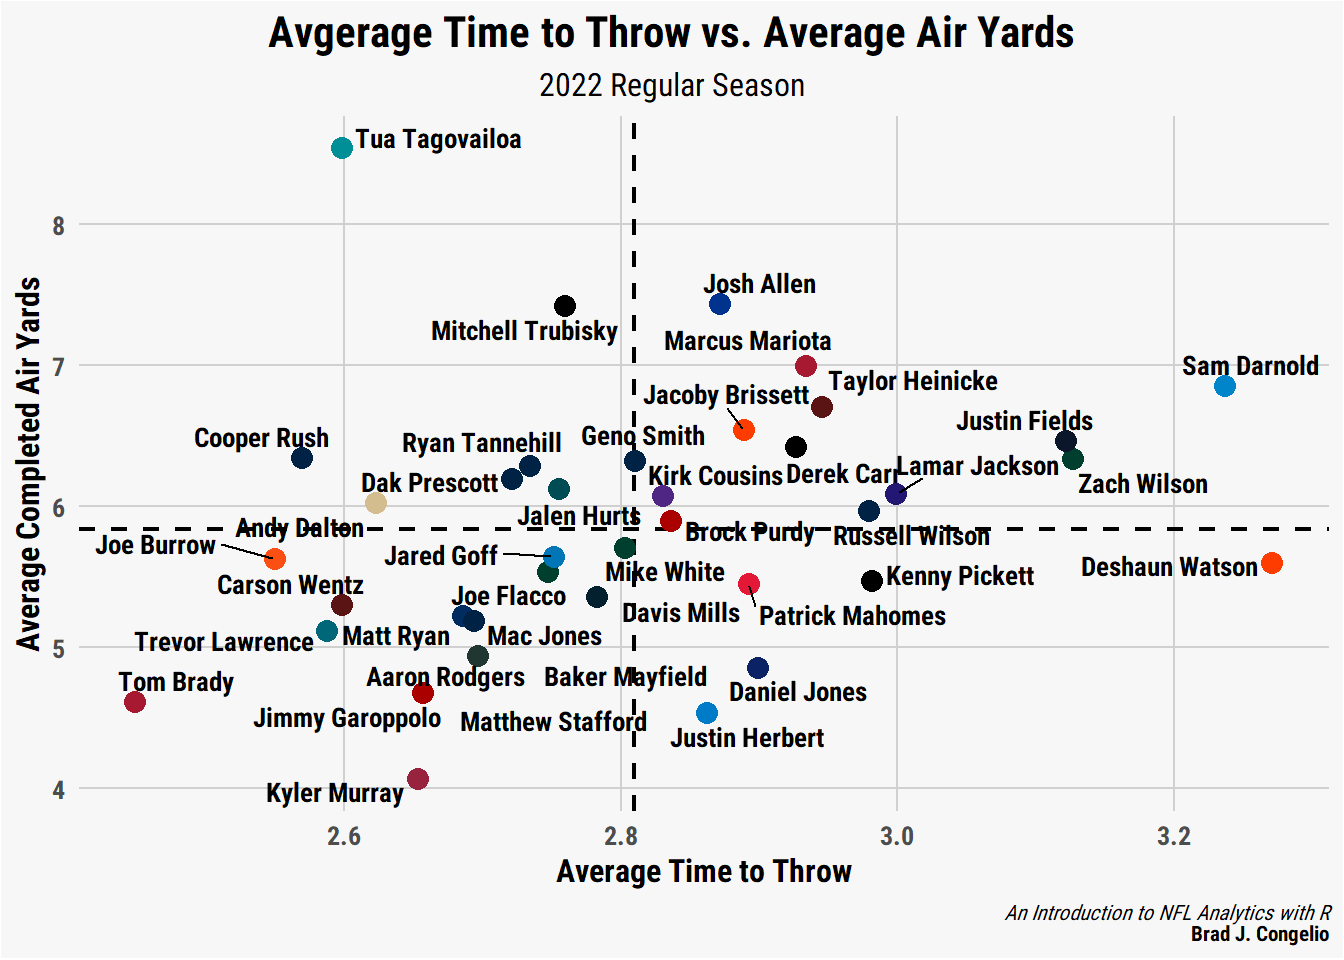 Avgerage Time to Throw vs. Average Air Yards
2022 Regular Season
Tua Tagovailoa
8
Josh Allen
Mitchell Trubisky
Marcus Mariota
7
Sam Darnold
Taylor Heinicke
Jacoby Brissett
Justin Fields
Cooper Rush
Ryan Tannehill
Geno Smith
Lamar Jackson
Derek Carr
Kirk Cousins
Dak Prescott
Zach Wilson
6
Jalen Hurts
Andy Dalton
Brock Purdy
Russell Wilson
Joe Burrow
Jared Goff
Deshaun Watson
Mike White
Kenny Pickett
Carson Wentz
Joe Flacco
Davis Mills
Patrick Mahomes
Matt Ryan
Mac Jones
Trevor Lawrence
5
Aaron Rodgers
Baker Mayfield
Tom Brady
Daniel Jones
Jimmy Garoppolo
Matthew Stafford
Justin Herbert
Kyler Murray
4
Average Completed Air Yards
2.6
2.8
3.0
3.2
Average Time to Throw
An Introduction to NFL Analytics with R
Brad J. Congelio